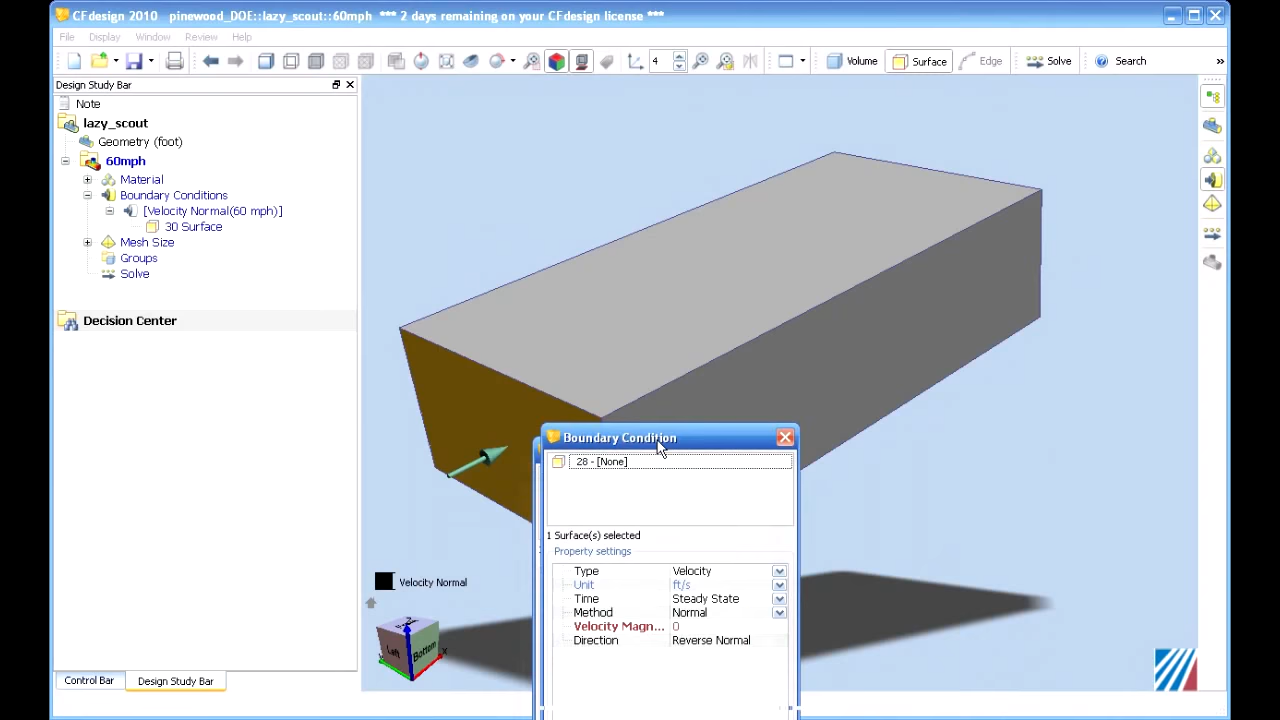 CFdesign 2010 pinewood_DOE::lazy_scout::60mph *** 2 days remaining on your CFdesign license ***
File Display Window Review Help
4 Volume Surface Edge Solve ? Search »
Design Study Bar
Note
lazy_scout
Geometry (foot)
60mph
Material
Boundary Conditions
[Velocity Normal(60 mph)]
30 Surface
Mesh Size
Groups
Solve
Decision Center
Boundary Condition
28 - [None]
1 Surface(s) selected
Property settings
Type Velocity
Unit ft/s
Time Steady State
Method Normal
Velocity Magn... 0
Direction Reverse Normal
Velocity Normal
Left Bottom
Z X
Control Bar Design Study Bar